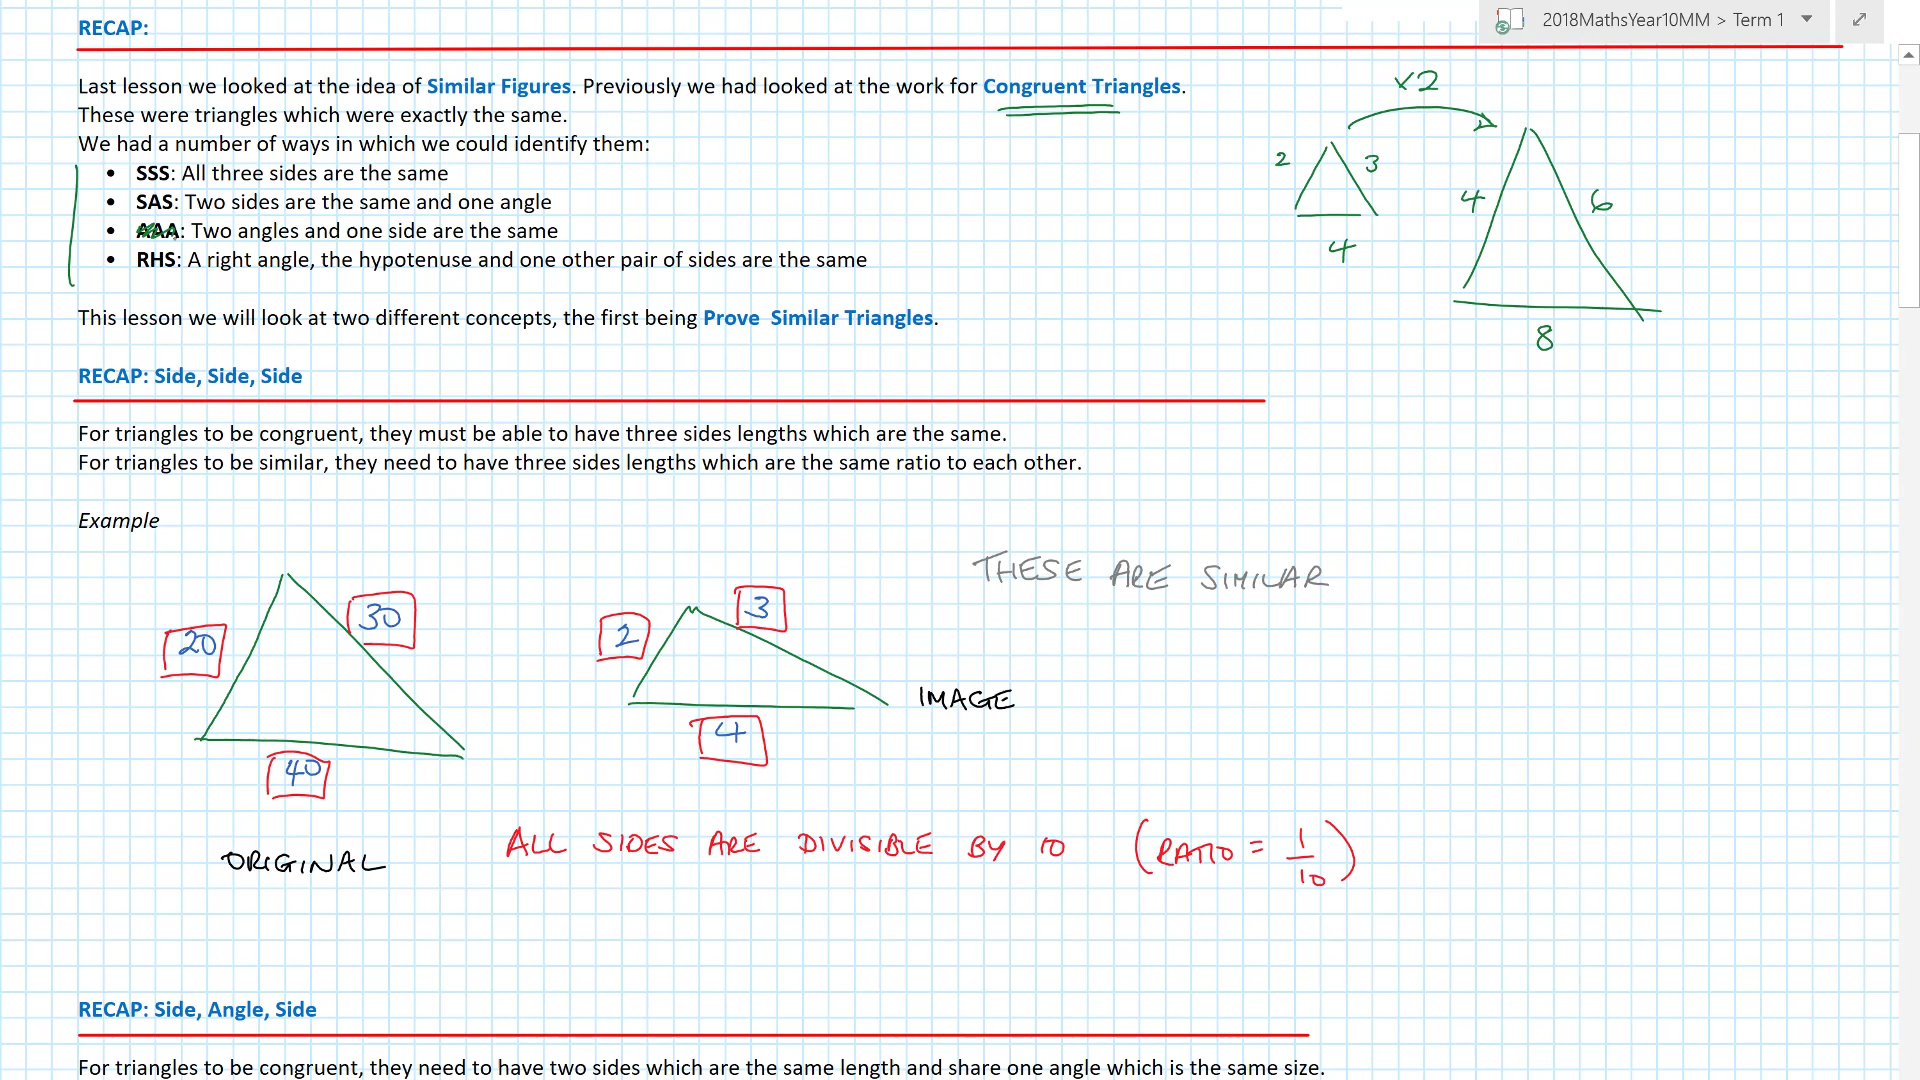 RECAP:
2018MathsYear10MM > Term 1
Last lesson we looked at the idea of Similar Figures. Previously we had looked at the work for Congruent Triangles.
These were triangles which were exactly the same.
We had a number of ways in which we could identify them:
• SSS: All three sides are the same
• SAS: Two sides are the same and one angle
• AAA: Two angles and one side are the same
• RHS: A right angle, the hypotenuse and one other pair of sides are the same
×2
2 3
4
4 6
8
This lesson we will look at two different concepts, the first being Prove Similar Triangles.
RECAP: Side, Side, Side
For triangles to be congruent, they must be able to have three sides lengths which are the same.
For triangles to be similar, they need to have three sides lengths which are the same ratio to each other.
Example
THESE ARE SIMILAR
20 30
40
ORIGINAL
2 3
4
IMAGE
ALL SIDES ARE DIVISIBLE BY 10 (RATIO = 1/10)
RECAP: Side, Angle, Side
For triangles to be congruent, they need to have two sides which are the same length and share one angle which is the same size.